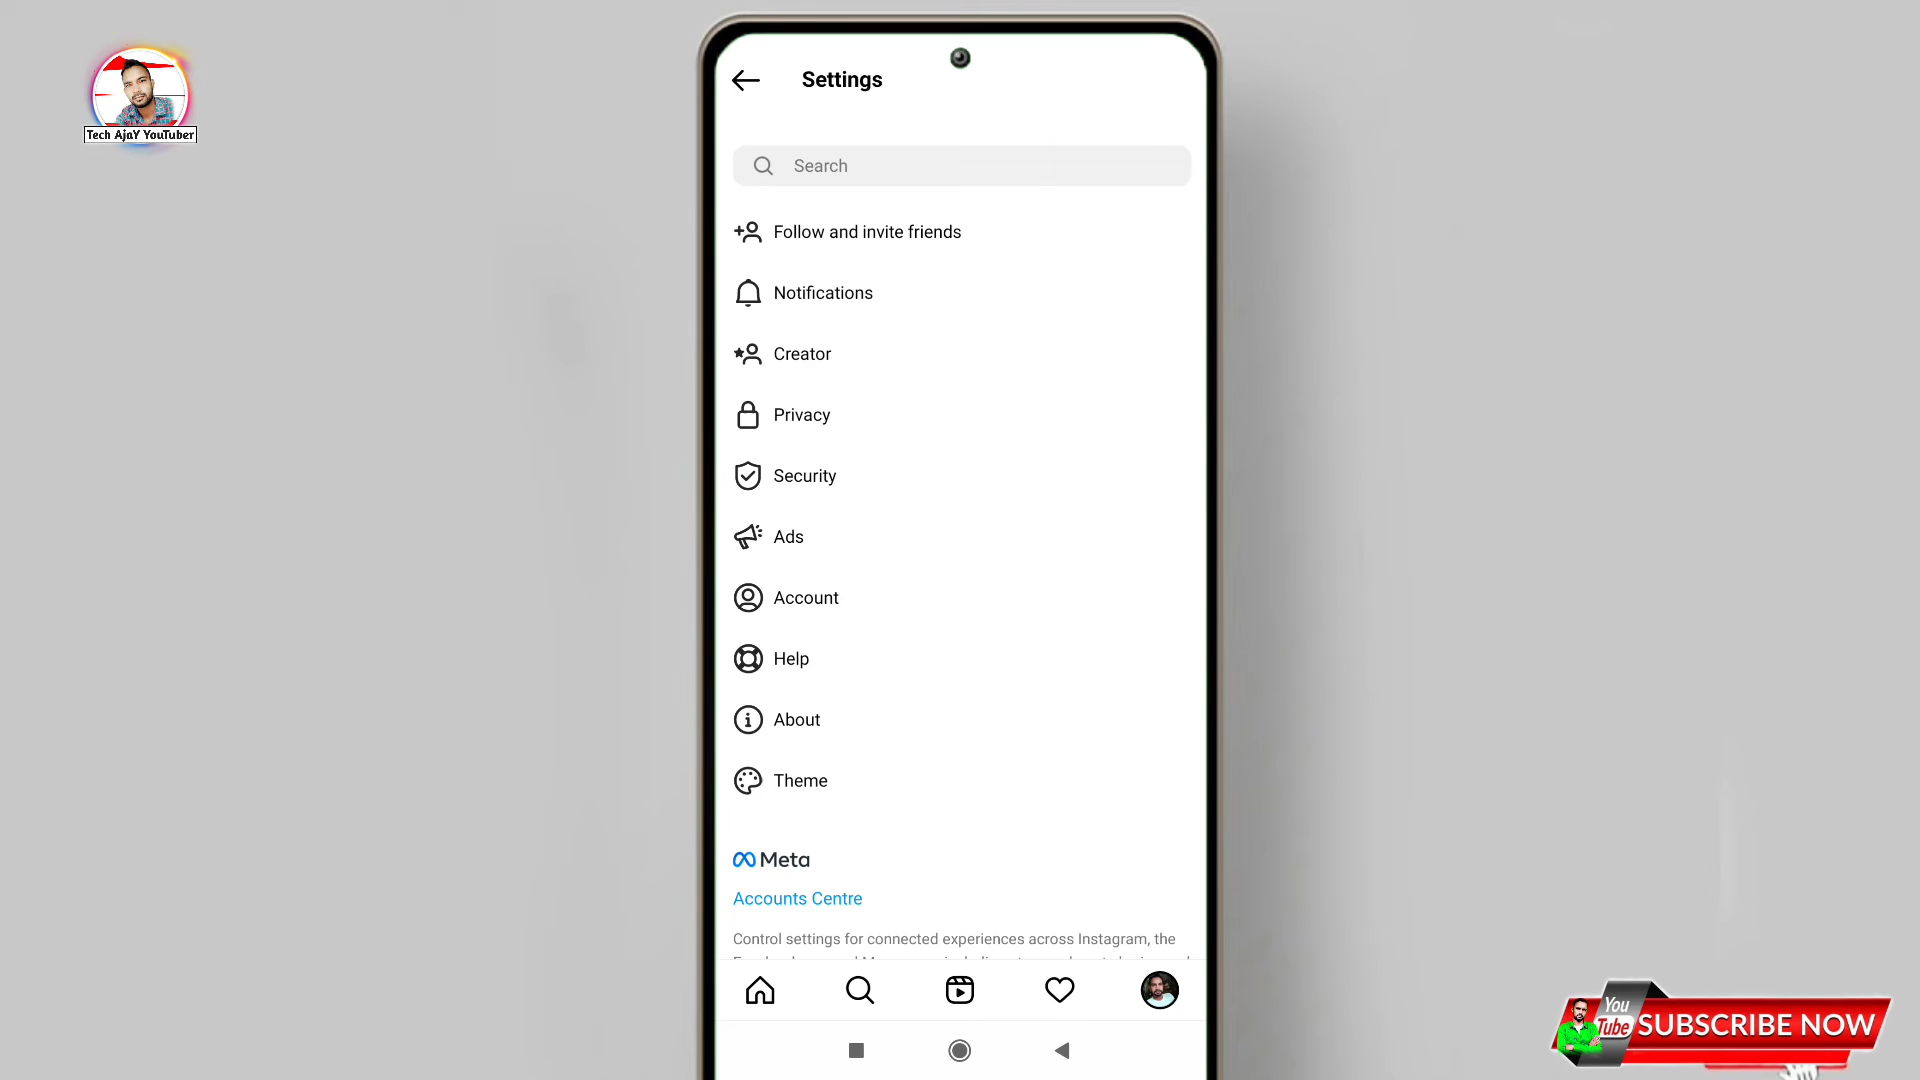 Tech AjaY YouTuber
Settings
Search
Follow and invite friends
Notifications
Creator
Privacy
Security
Ads
Account
Help
About
Theme
Meta
Accounts Centre
Control settings for connected experiences across Instagram, the
You
Tube
SUBSCRIBE NOW